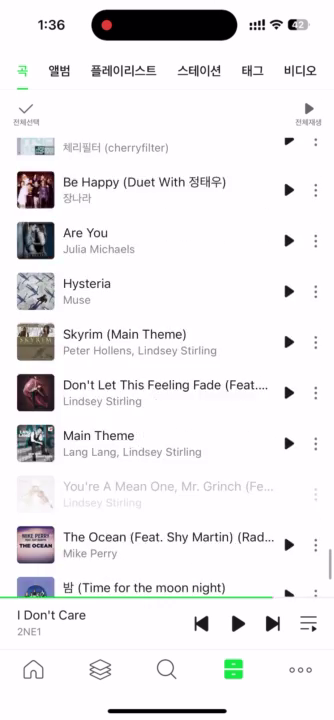 1:36
42
곡 앨범 플레이리스트 스테이션 태그 비디오
전체선택 전체재생
체리필터 (cherryfilter)
Be Happy (Duet With 정태우)
장나라
Are You
Julia Michaels
Hysteria
Muse
Skyrim (Main Theme)
Peter Hollens, Lindsey Stirling
Don't Let This Feeling Fade (Feat....
Lindsey Stirling
Main Theme
Lang Lang, Lindsey Stirling
You're A Mean One, Mr. Grinch (Fe...
Lindsey Stirling
The Ocean (Feat. Shy Martin) (Rad...
Mike Perry
밤 (Time for the moon night)
I Don't Care
2NE1
SKYRIM
MIKE PERRY
THE OCEAN